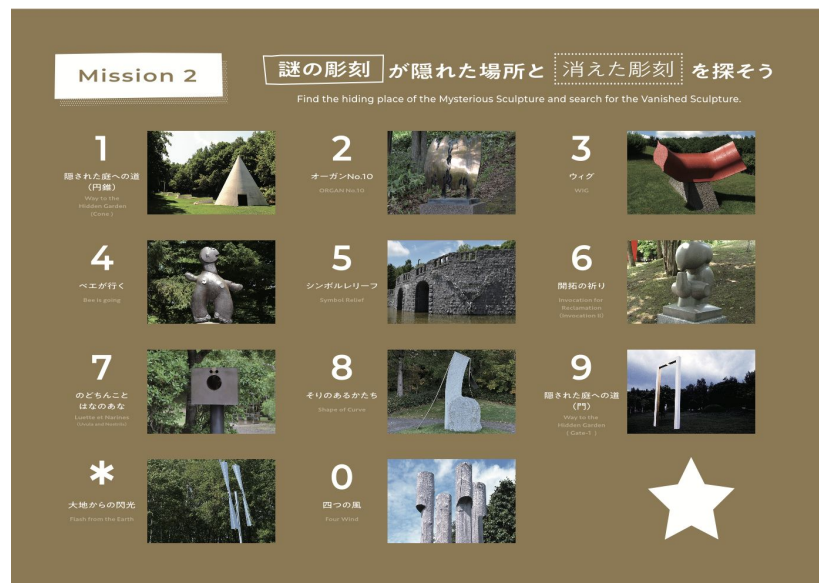 Mission 2
謎の彫刻 が隠れた場所と 消えた彫刻 を探そう
Find the hiding place of the Mysterious Sculpture and search for the Vanished Sculpture.
1
隠された庭への道
(円錐)
Way to the
Hidden Garden
(Cone)
2
オーガンNo.10
ORGAN No.10
3
ウィグ
WIG
4
ベエが行く
Bea is going
5
シンボルレリーフ
Symbol Relief
6
開拓の祈り
Invocation for
Reclamation
(Invocation II)
7
のどちんこと
はなのあな
Luette et Narines
8
そりのあるかたち
Shape of Curve
9
隠された庭への道
(門)
Way to the
Hidden Garden
( Gate-1 )
*
大地からの閃光
Flash from the Earth
0
四つの風
Four Wind